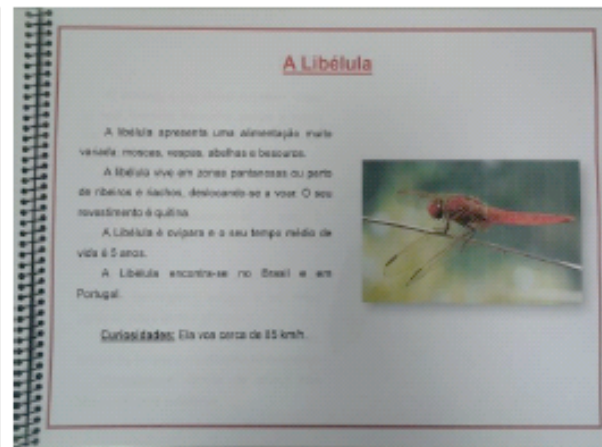 A Libélula
A libélula apresenta uma alimentação muito
variada: moscas, vespas, abelhas e besouros.
A libélula vive em zonas pantanosas ou perto
de ribeiros e riachos, deslocando-se a voar. O seu
revestimento é quitina.
A Libélula é ovípara e o seu tempo médio de
vida é 5 anos.
A Libélula encontra-se no Brasil e em
Portugal.
Curiosidades: Ela voa cerca de 85 km/h.